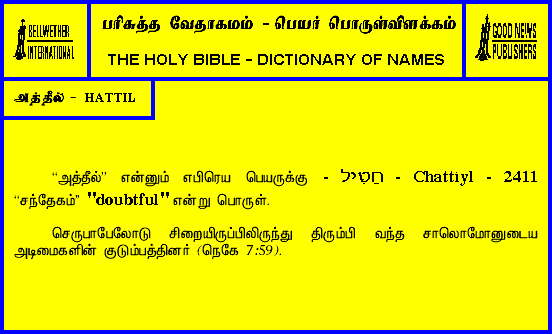 BELLWETHER
INTERNATIONAL
பரிசுத்த வேதாகமம் - பெயர் பொருள்விளக்கம்
THE HOLY BIBLE - DICTIONARY OF NAMES
GOOD NEWS
PUBLISHERS
அத்தீல் - HATTIL
“அத்தீல்” என்னும் எபிரெய பெயருக்கு - חַטִּיל - Chattiyl - 2411
“சந்தேகம்” "doubtful" என்று பொருள்.
செருபாபேலோடு சிறையிருப்பிலிருந்து திரும்பி வந்த சாலொமோனுடைய
அடிமைகளின் குடும்பத்தினர் (நெகே 7:59).